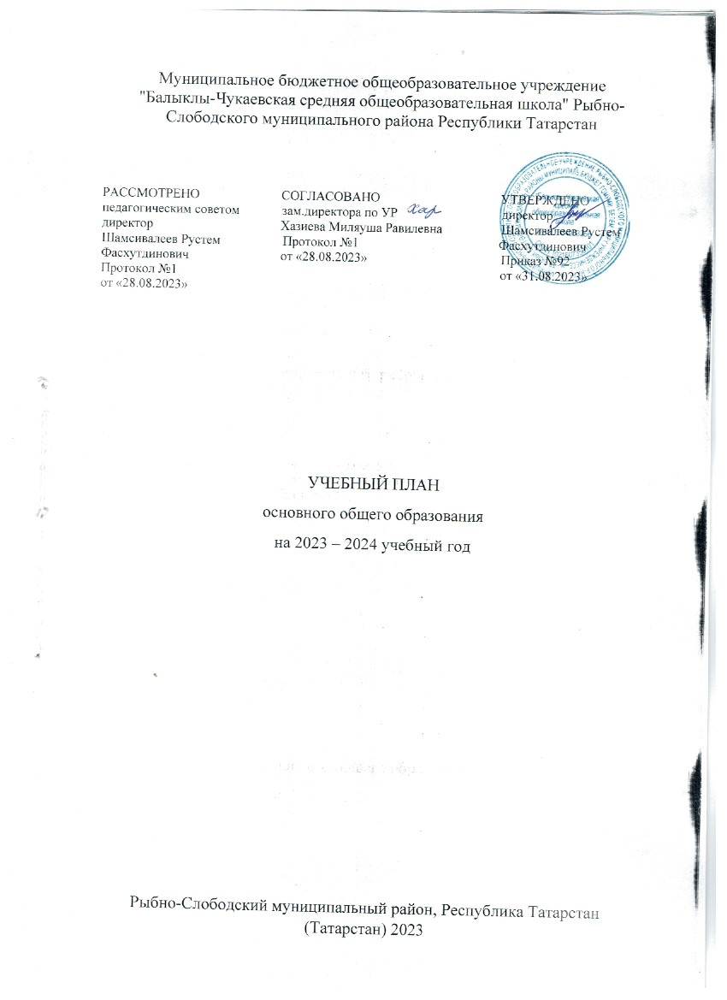 Муниципальное бюджетное общеобразовательное учреждение
"Балыклы-Чукаевская средняя общеобразовательная школа" Рыбно-
Слободского муниципального района Республики Татарстан
РАССМОТРЕНО
педагогическим советом
директор
Шамсивалеев Рустем
Фасхутдинович
Протокол №1
от «28.08.2023»
СОГЛАСОВАНО
зам.директора по УР
Хазиева Миляуша Равилевна
Протокол №1
от «28.08.2023»
УТВЕРЖДЕНО
директор
Шамсивалеев Рустем
Фасхутдинович
Приказ №92
от «31.08.2023»
УЧЕБНЫЙ ПЛАН
основного общего образования
на 2023 – 2024 учебный год
Рыбно-Слободский муниципальный район, Республика Татарстан
(Татарстан) 2023